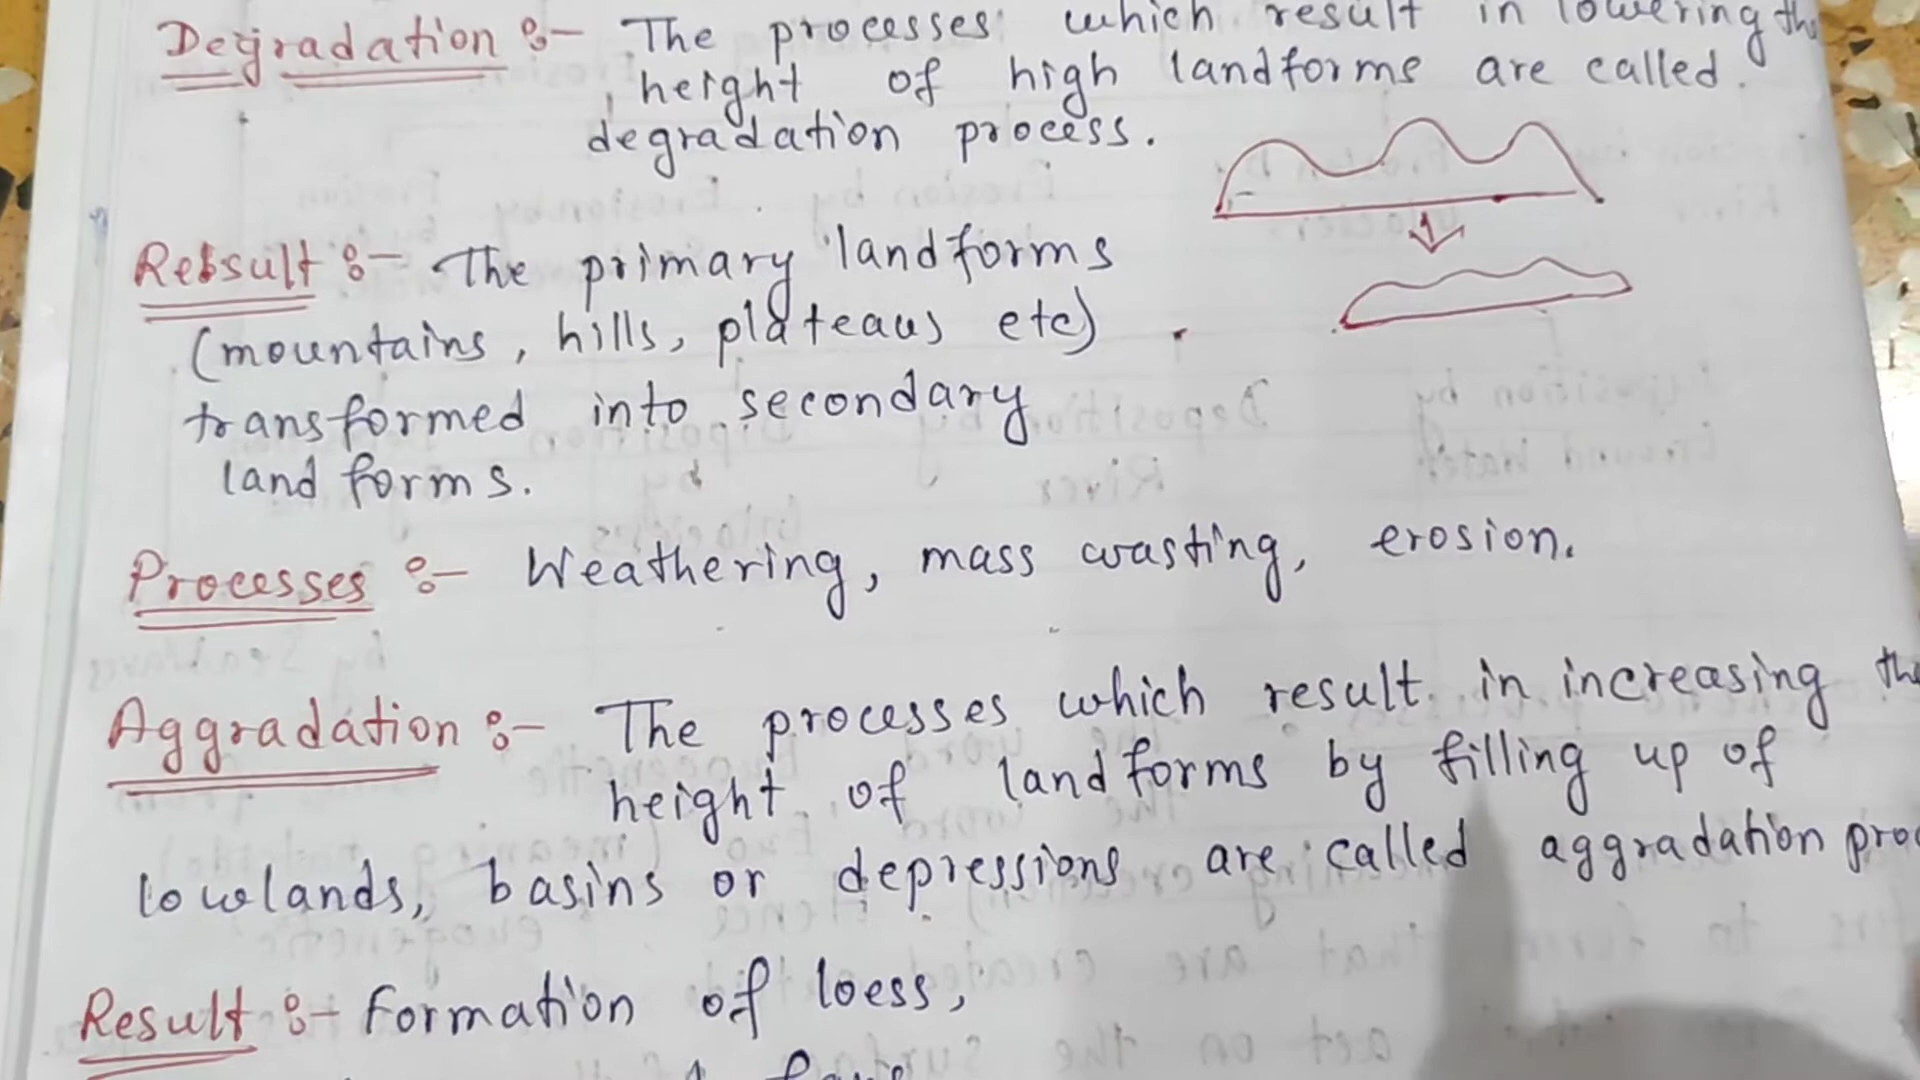 Degradation :- The processes which result in lowering the
height of high landforms are called
degradation process.
Rebsult :- The primary landforms
(mountains, hills, plateaus etc)
transformed into secondary
land forms.
Processes :- Weathering, mass wasting, erosion.
Aggradation :- The processes which result in increasing the
height of landforms by filling up of
lowlands, basins or depressions are called aggradation proc
Result :- Formation of loess,